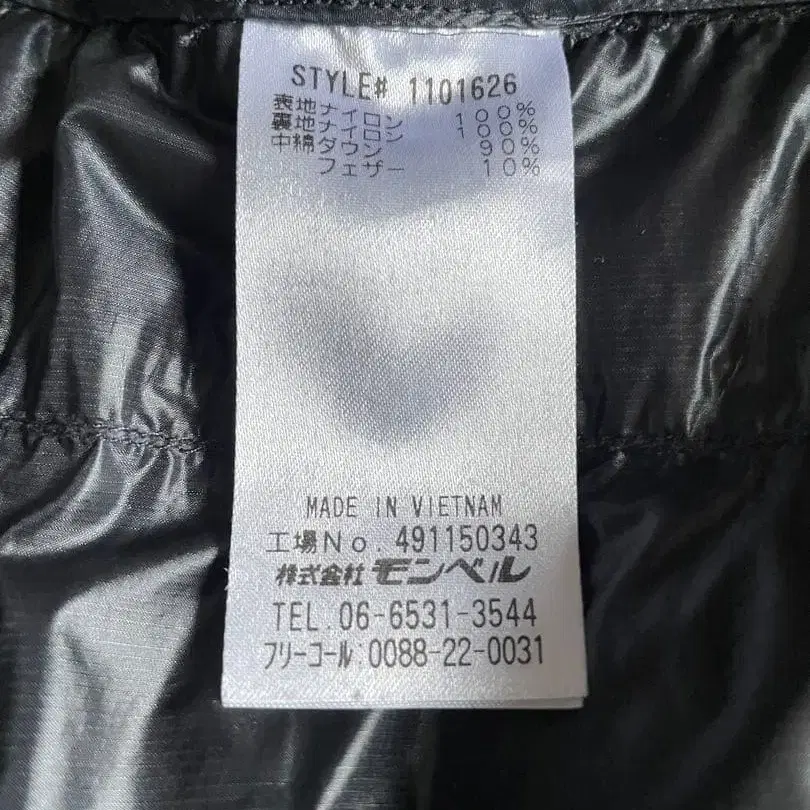 STYLE# 1101626
表地ナイロン 100%
裏地ナイロン 100%
中綿ダウン 90%
フェザー 10%
MADE IN VIETNAM
工場No. 491150343
株式会社モンベル
TEL.06-6531-3544
フリーコール:0088-22-0031